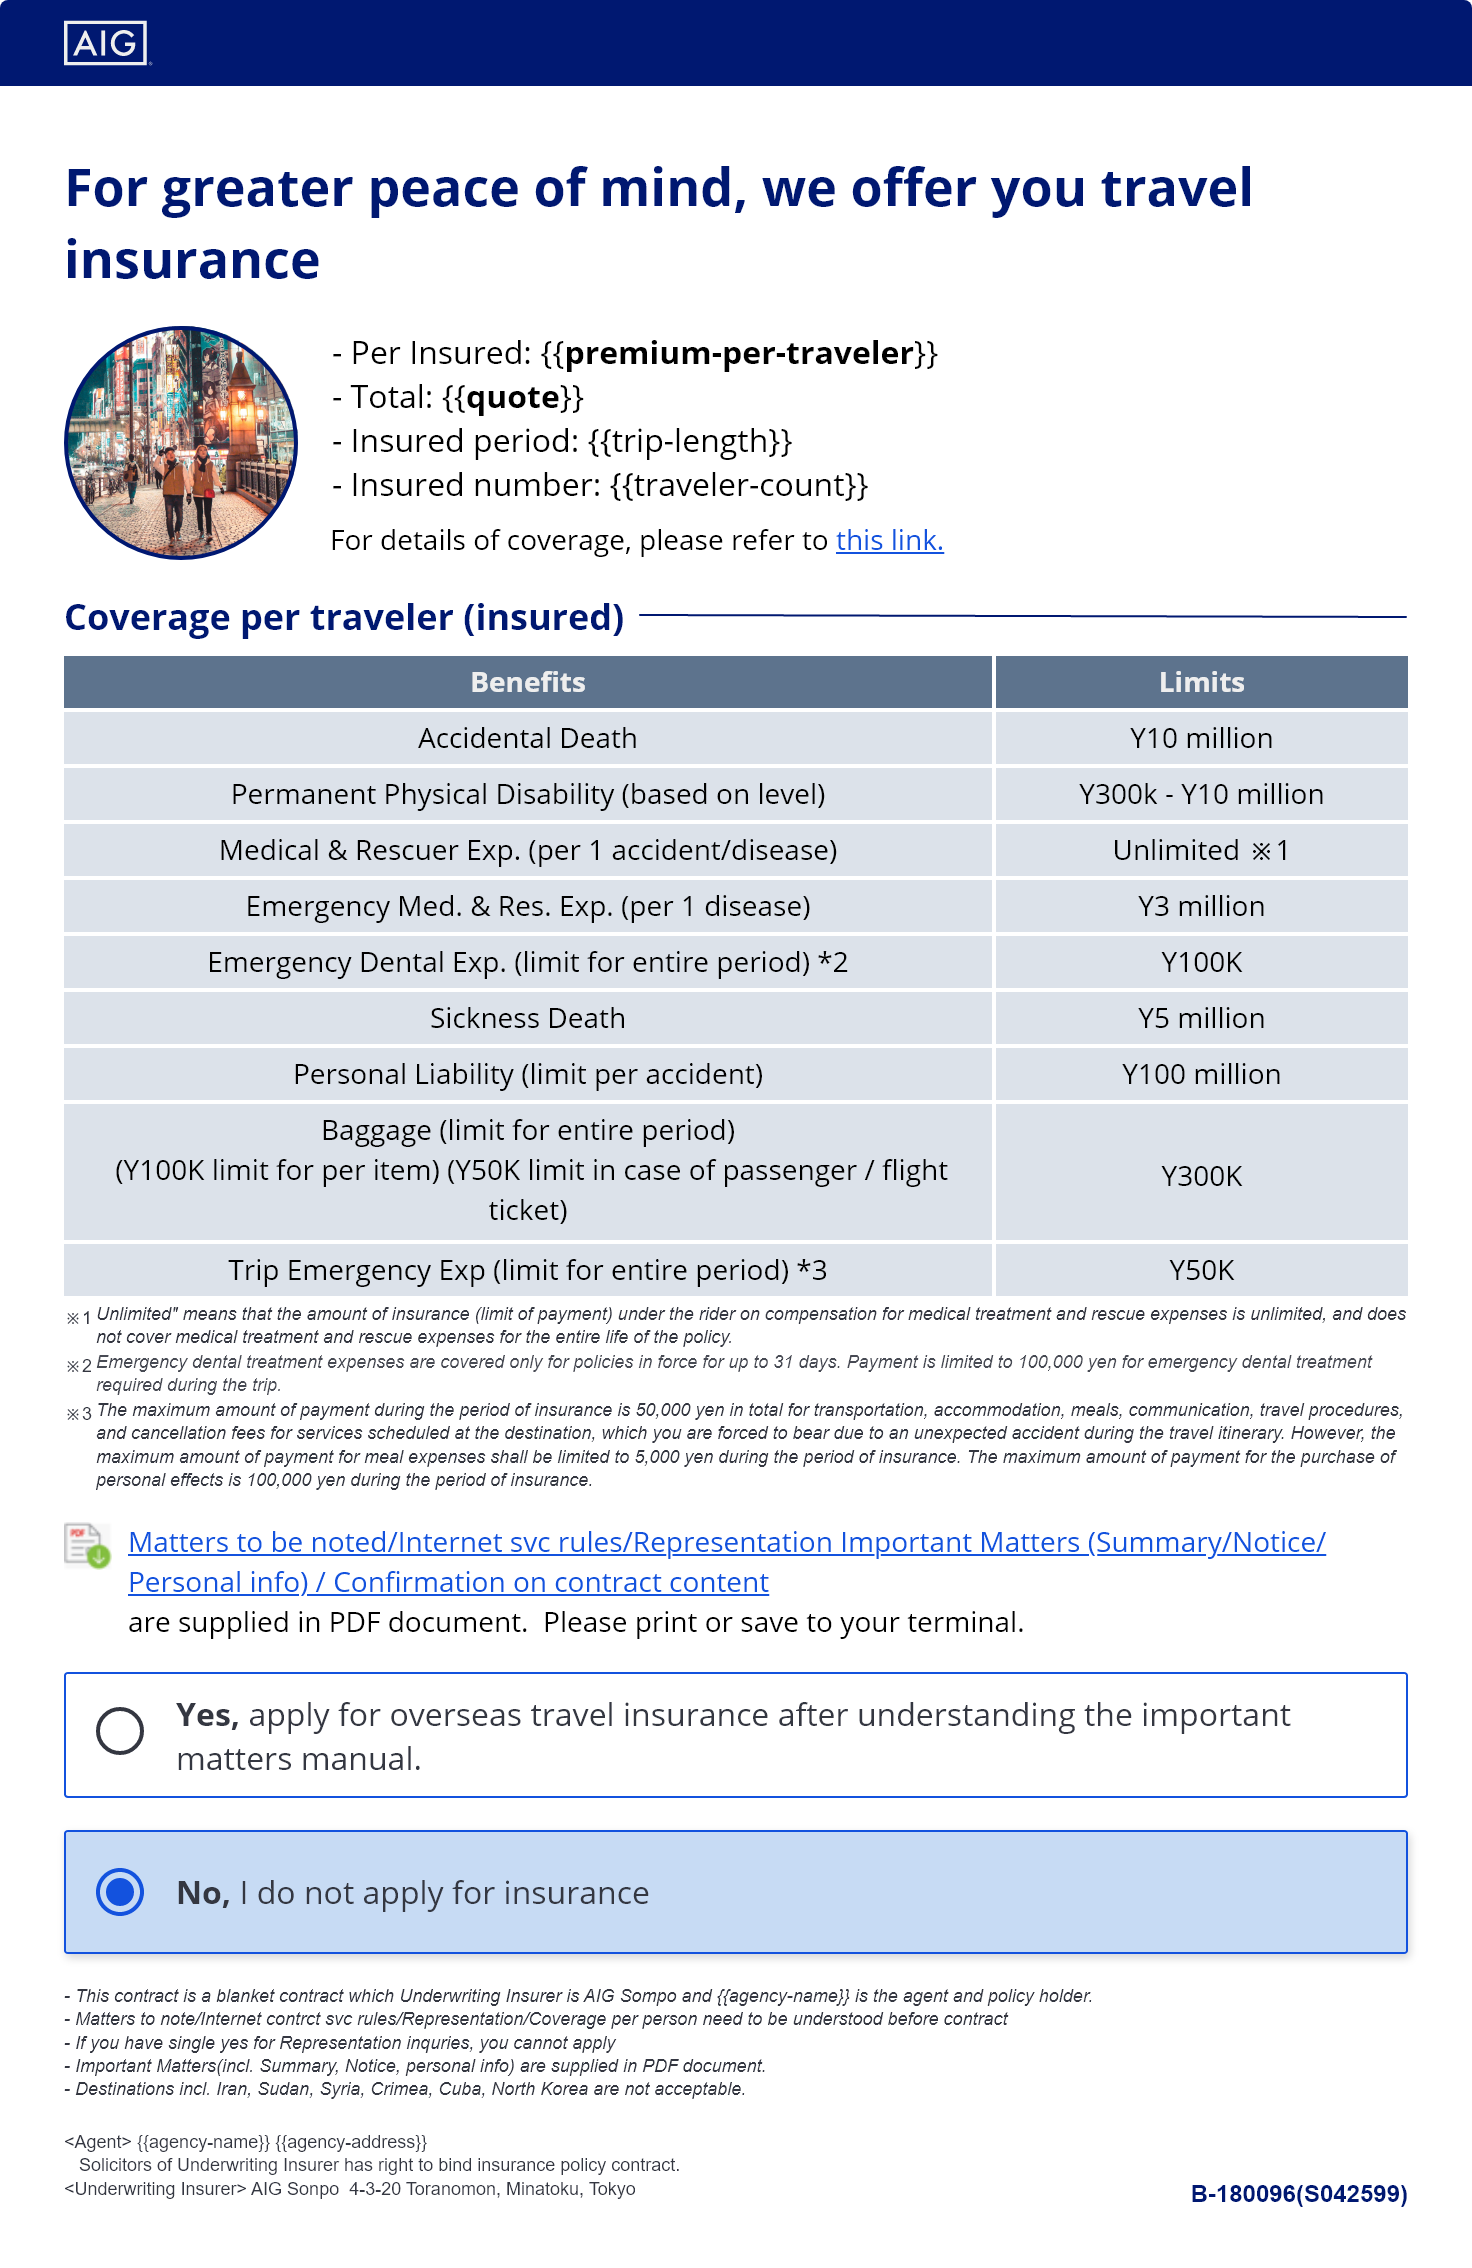 AIG
For greater peace of mind, we offer you travel
insurance
- Per Insured: {{premium-per-traveler}}
- Total: {{quote}}
- Insured period: {{trip-length}}
- Insured number: {{traveler-count}}
For details of coverage, please refer to this link.
Coverage per traveler (insured)
Benefits Limits
Accidental Death Y10 million
Permanent Physical Disability (based on level) Y300k - Y10 million
Medical & Rescuer Exp. (per 1 accident/disease) Unlimited ※1
Emergency Med. & Res. Exp. (per 1 disease) Y3 million
Emergency Dental Exp. (limit for entire period) *2 Y100K
Sickness Death Y5 million
Personal Liability (limit per accident) Y100 million
Baggage (limit for entire period)
(Y100K limit for per item) (Y50K limit in case of passenger / flight
ticket)
Y300K
Trip Emergency Exp (limit for entire period) *3 Y50K
※1 Unlimited" means that the amount of insurance (limit of payment) under the rider on compensation for medical treatment and rescue expenses is unlimited, and does
not cover medical treatment and rescue expenses for the entire life of the policy.
※2 Emergency dental treatment expenses are covered only for policies in force for up to 31 days. Payment is limited to 100,000 yen for emergency dental treatment
required during the trip.
※3 The maximum amount of payment during the period of insurance is 50,000 yen in total for transportation, accommodation, meals, communication, travel procedures,
and cancellation fees for services scheduled at the destination, which you are forced to bear due to an unexpected accident during the travel itinerary. However, the
maximum amount of payment for meal expenses shall be limited to 5,000 yen during the period of insurance. The maximum amount of payment for the purchase of
personal effects is 100,000 yen during the period of insurance.
PDF
Matters to be noted/Internet svc rules/Representation Important Matters (Summary/Notice/
Personal info) / Confirmation on contract content
are supplied in PDF document. Please print or save to your terminal.
Yes, apply for overseas travel insurance after understanding the important
matters manual.
No, I do not apply for insurance
- This contract is a blanket contract which Underwriting Insurer is AIG Sompo and {{agency-name}} is the agent and policy holder.
- Matters to note/Internet contrct svc rules/Representation/Coverage per person need to be understood before contract
- If you have single yes for Representation inquries, you cannot apply
- Important Matters(incl. Summary, Notice, personal info) are supplied in PDF document.
- Destinations incl. Iran, Sudan, Syria, Crimea, Cuba, North Korea are not acceptable.
<Agent> {{agency-name}} {{agency-address}}
Solicitors of Underwriting Insurer has right to bind insurance policy contract.
<Underwriting Insurer> AIG Sonpo 4-3-20 Toranomon, Minatoku, Tokyo
B-180096(S042599)